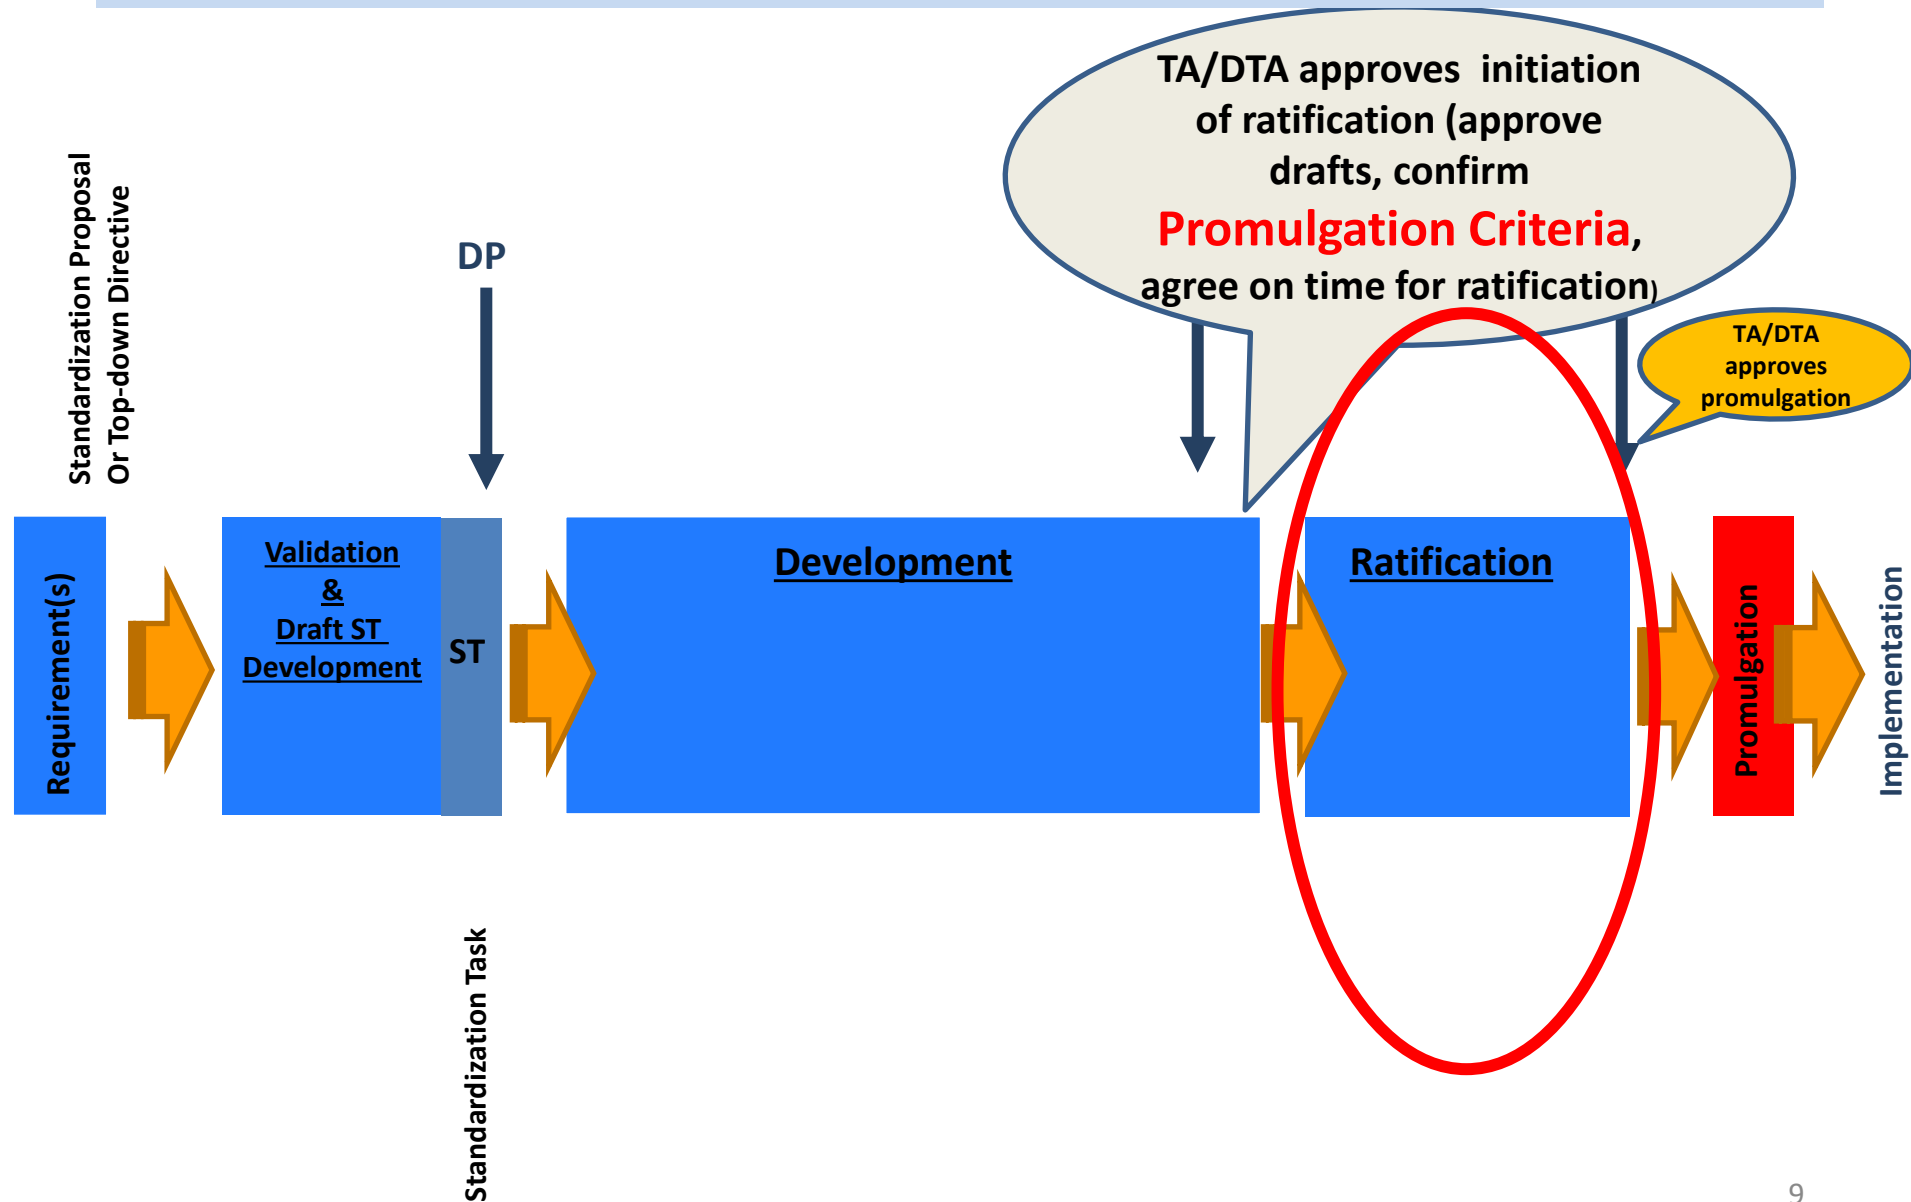 TA/DTA approves  initiation
of ratification (approve
drafts, confirm
Promulgation Criteria,
agree on time for ratification)
Standardization Proposal
Or Top-down Directive
DP
TA/DTA
approves
promulgation
Requirement(s)
Validation
&
Draft ST
Development
ST
Development
Ratification
Promulgation
Implementation
Standardization Task
9